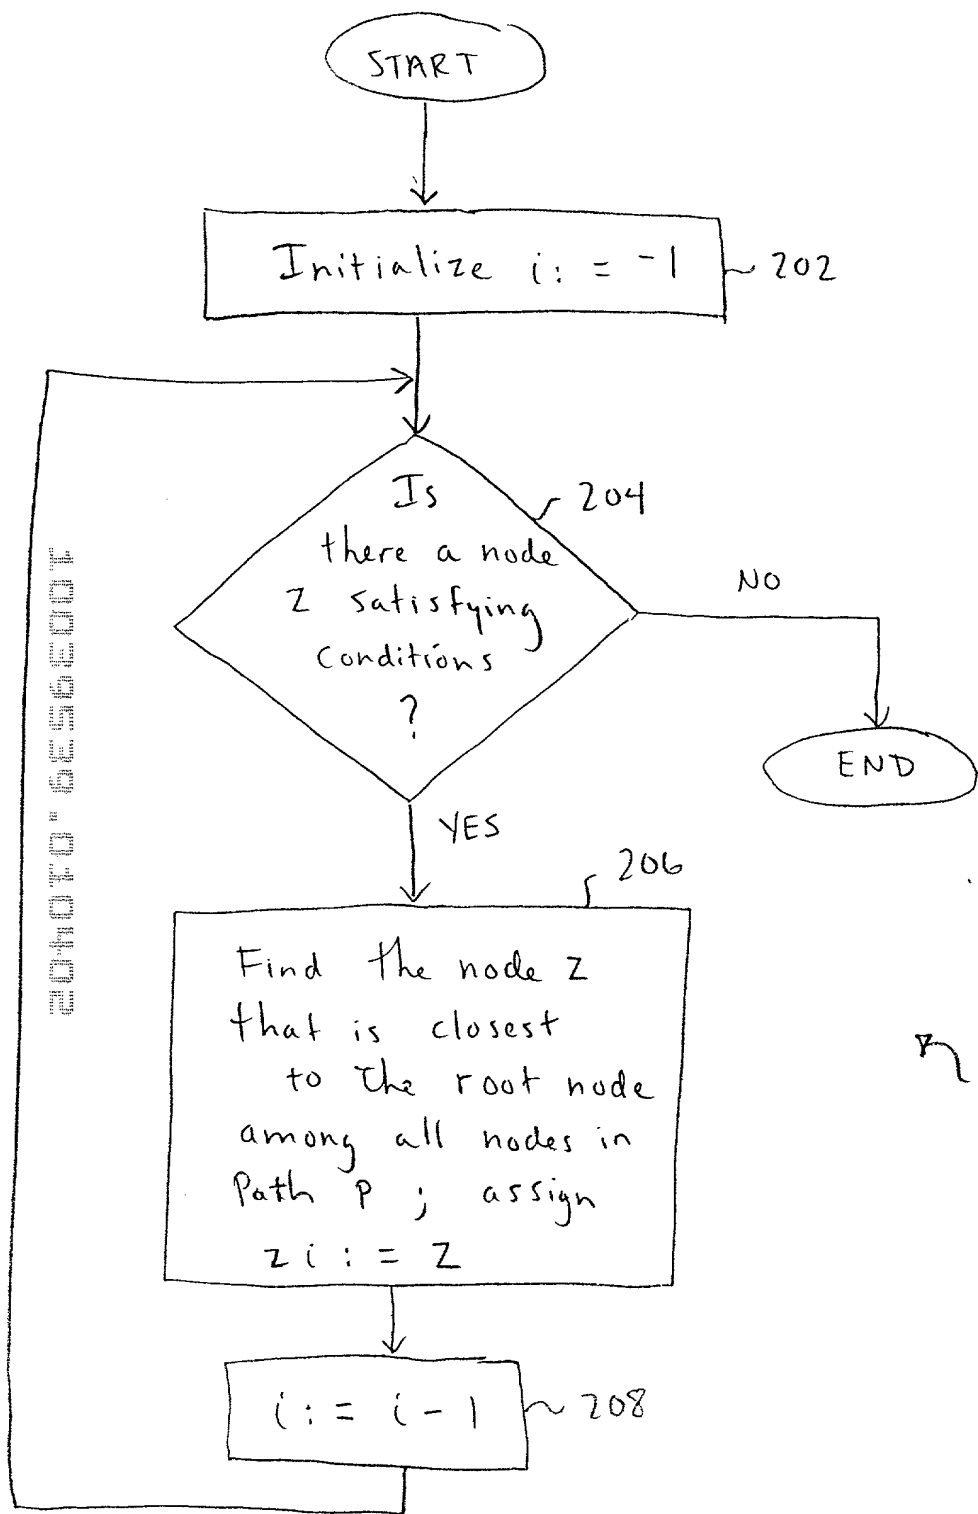 START
Initialize i := -1
202
Is
there a node
z satisfying
conditions
?
204
NO
END
YES
206
Find the node z
that is closest
to the root node
among all nodes in
Path P ; assign
zi := z
i := i - 1
208